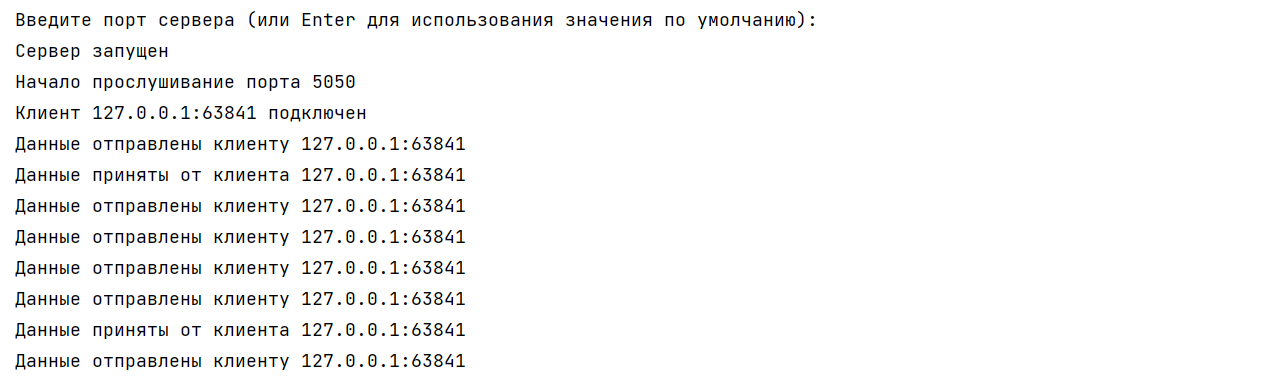 Введите порт сервера (или Enter для использования значения по умолчанию):
Сервер запущен
Начало прослушивание порта 5050
Клиент 127.0.0.1:63841 подключен
Данные отправлены клиенту 127.0.0.1:63841
Данные приняты от клиента 127.0.0.1:63841
Данные отправлены клиенту 127.0.0.1:63841
Данные отправлены клиенту 127.0.0.1:63841
Данные отправлены клиенту 127.0.0.1:63841
Данные отправлены клиенту 127.0.0.1:63841
Данные приняты от клиента 127.0.0.1:63841
Данные отправлены клиенту 127.0.0.1:63841